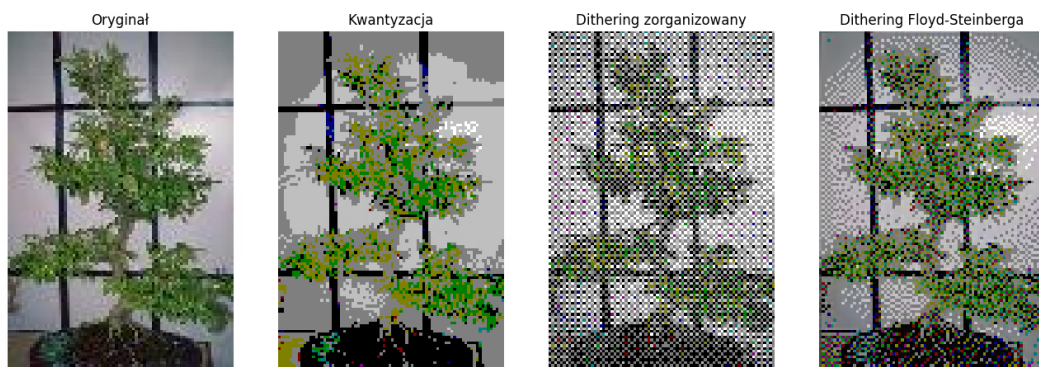 Oryginał
Kwantyzacja
Dithering zorganizowany
Dithering Floyd-Steinberga